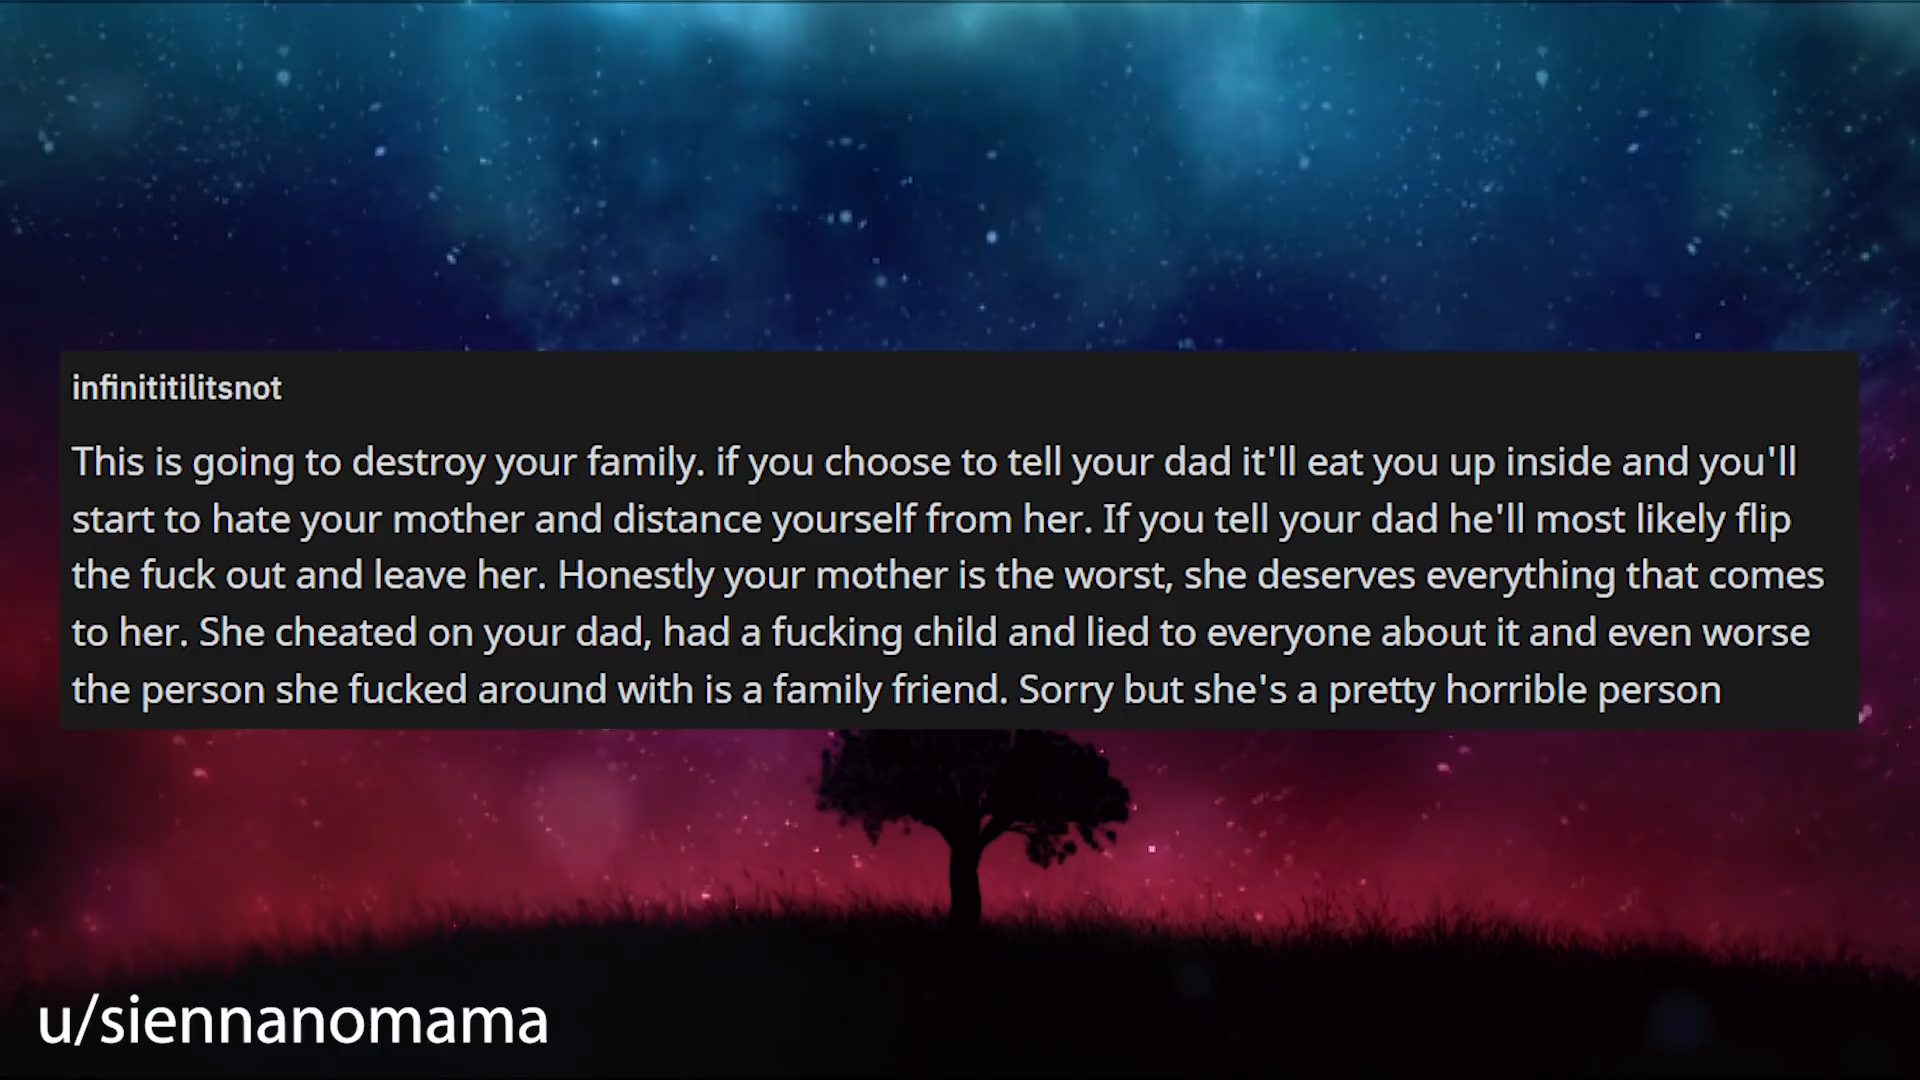 infinititilitsnot
This is going to destroy your family. if you choose to tell your dad it'll eat you up inside and you'll
start to hate your mother and distance yourself from her. If you tell your dad he'll most likely flip
the fuck out and leave her. Honestly your mother is the worst, she deserves everything that comes
to her. She cheated on your dad, had a fucking child and lied to everyone about it and even worse
the person she fucked around with is a family friend. Sorry but she's a pretty horrible person
u/siennanomama